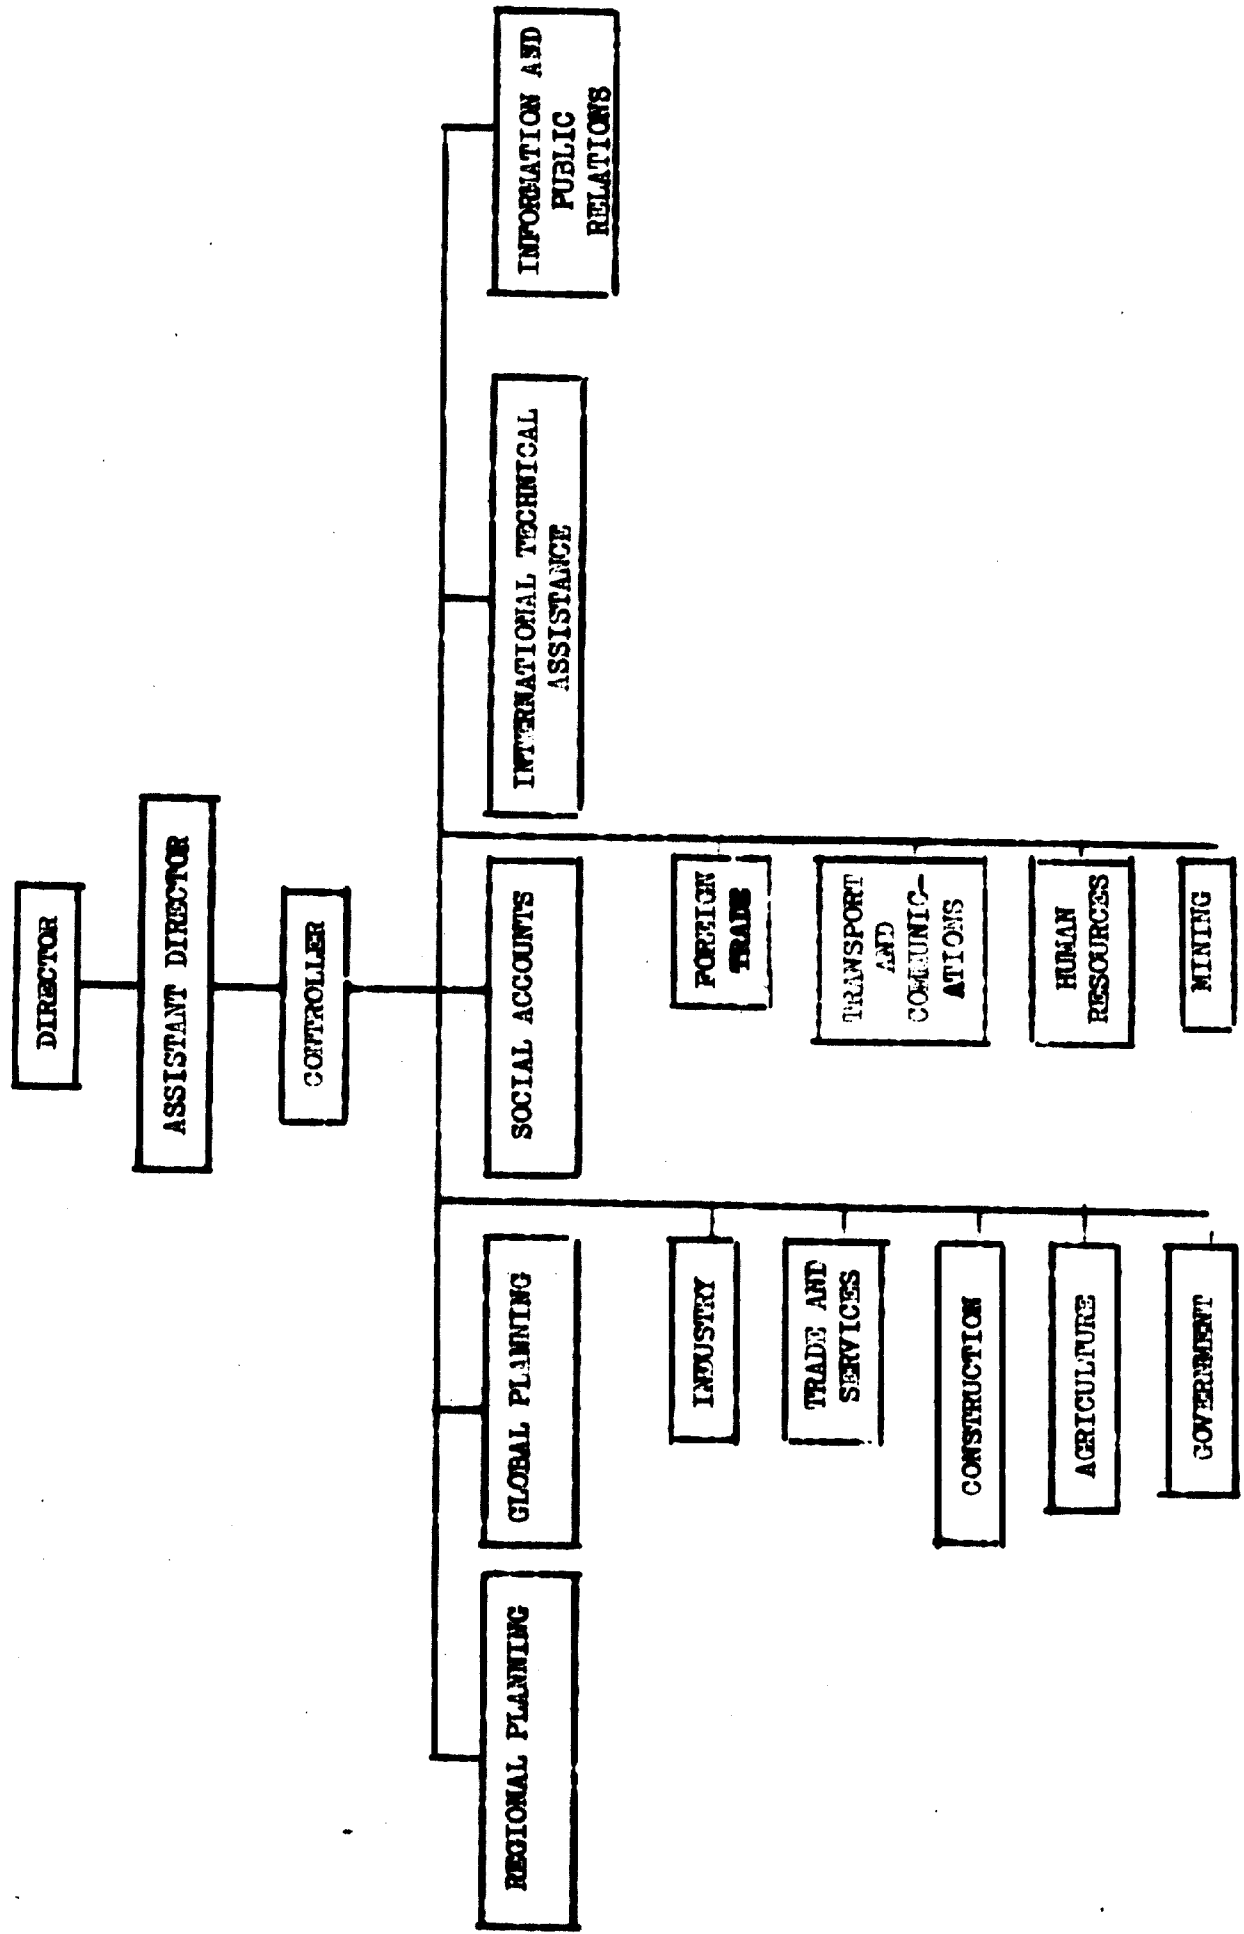 DIRECTOR
ASSISTANT DIRECTOR
CONTROLLER
REGIONAL PLANNING
GLOBAL PLANNING
SOCIAL ACCOUNTS
INTERNATIONAL TECHNICAL
ASSISTANCE
INFORMATION AND
PUBLIC
RELATIONS
INDUSTRY
TRADE AND
SERVICES
CONSTRUCTION
AGRICULTURE
GOVERNMENT
FOREIGN
TRADE
TRANSPORT
AND
COMMUNIC-
ATIONS
HUMAN
RESOURCES
MINING